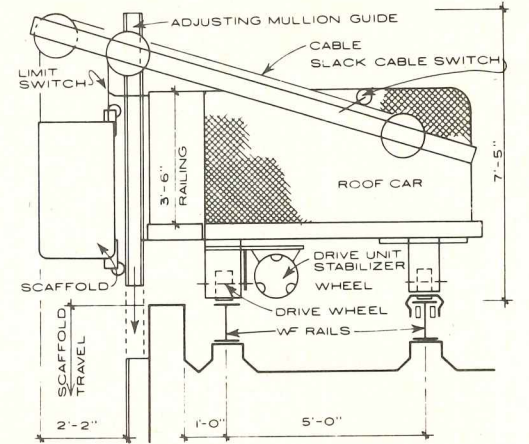 ADJUSTING MULLION GUIDE
CABLE
SLACK CABLE SWITCH
LIMIT
SWITCH
3'-6"
RAILING
7'-5"
ROOF CAR
DRIVE UNIT
STABILIZER
WHEEL
SCAFFOLD
DRIVE WHEEL
WF RAILS
SCAFFOLD
TRAVEL
2'-2"
1'-0"
5'-0"